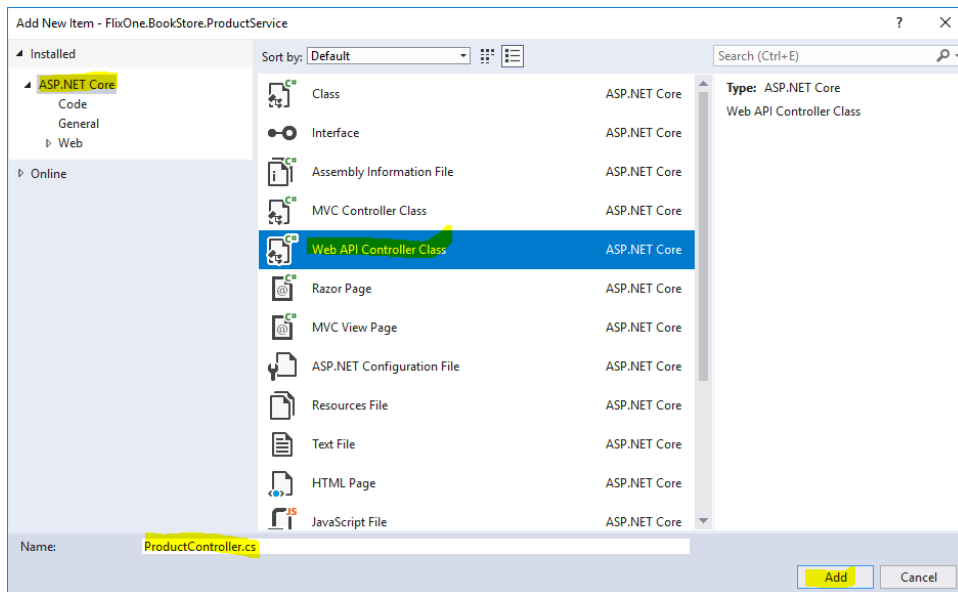 Add New Item - FlixOne.BookStore.ProductService
? ×
Installed
Sort by: Default
Search (Ctrl+E)
ASP.NET Core
Code
General
Web
Online
Class ASP.NET Core
Interface ASP.NET Core
Assembly Information File ASP.NET Core
MVC Controller Class ASP.NET Core
Web API Controller Class ASP.NET Core
Razor Page ASP.NET Core
MVC View Page ASP.NET Core
ASP.NET Configuration File ASP.NET Core
Resources File ASP.NET Core
Text File ASP.NET Core
HTML Page ASP.NET Core
JavaScript File ASP.NET Core
Type: ASP.NET Core
Web API Controller Class
Name: ProductController.cs
Add Cancel